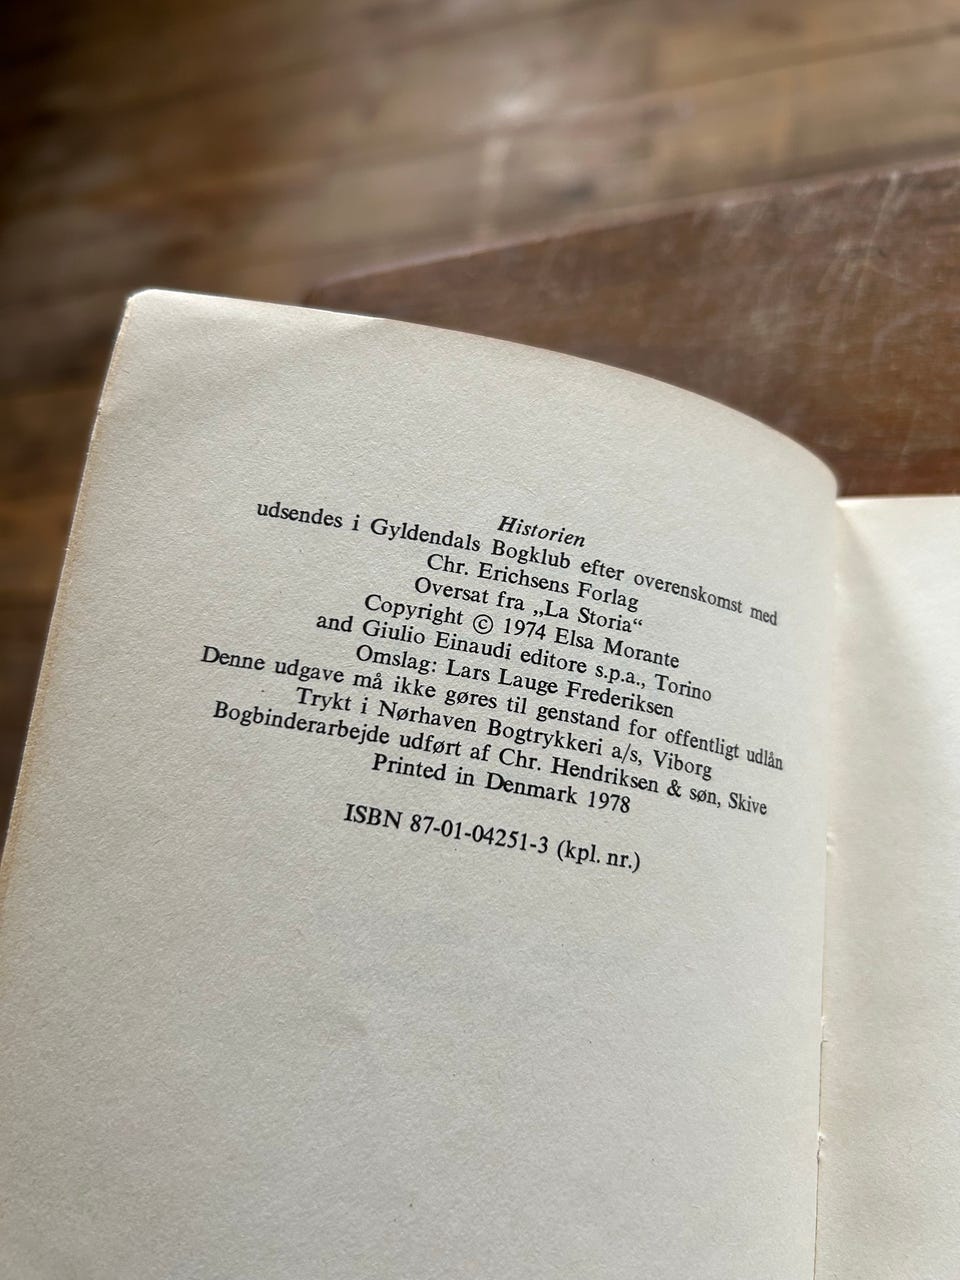 Historien
udsendes i Gyldendals Bogklub efter overenskomst med
Chr. Erichsens Forlag
Oversat fra „La Storia“
Copyright © 1974 Elsa Morante
and Giulio Einaudi editore s.p.a., Torino
Omslag: Lars Lauge Frederiksen
Denne udgave må ikke gøres til genstand for offentligt udlån
Trykt i Nørhaven Bogtrykkeri a/s, Viborg
Bogbinderarbejde udført af Chr. Hendriksen & søn, Skive
Printed in Denmark 1978
ISBN 87-01-04251-3 (kpl. nr.)